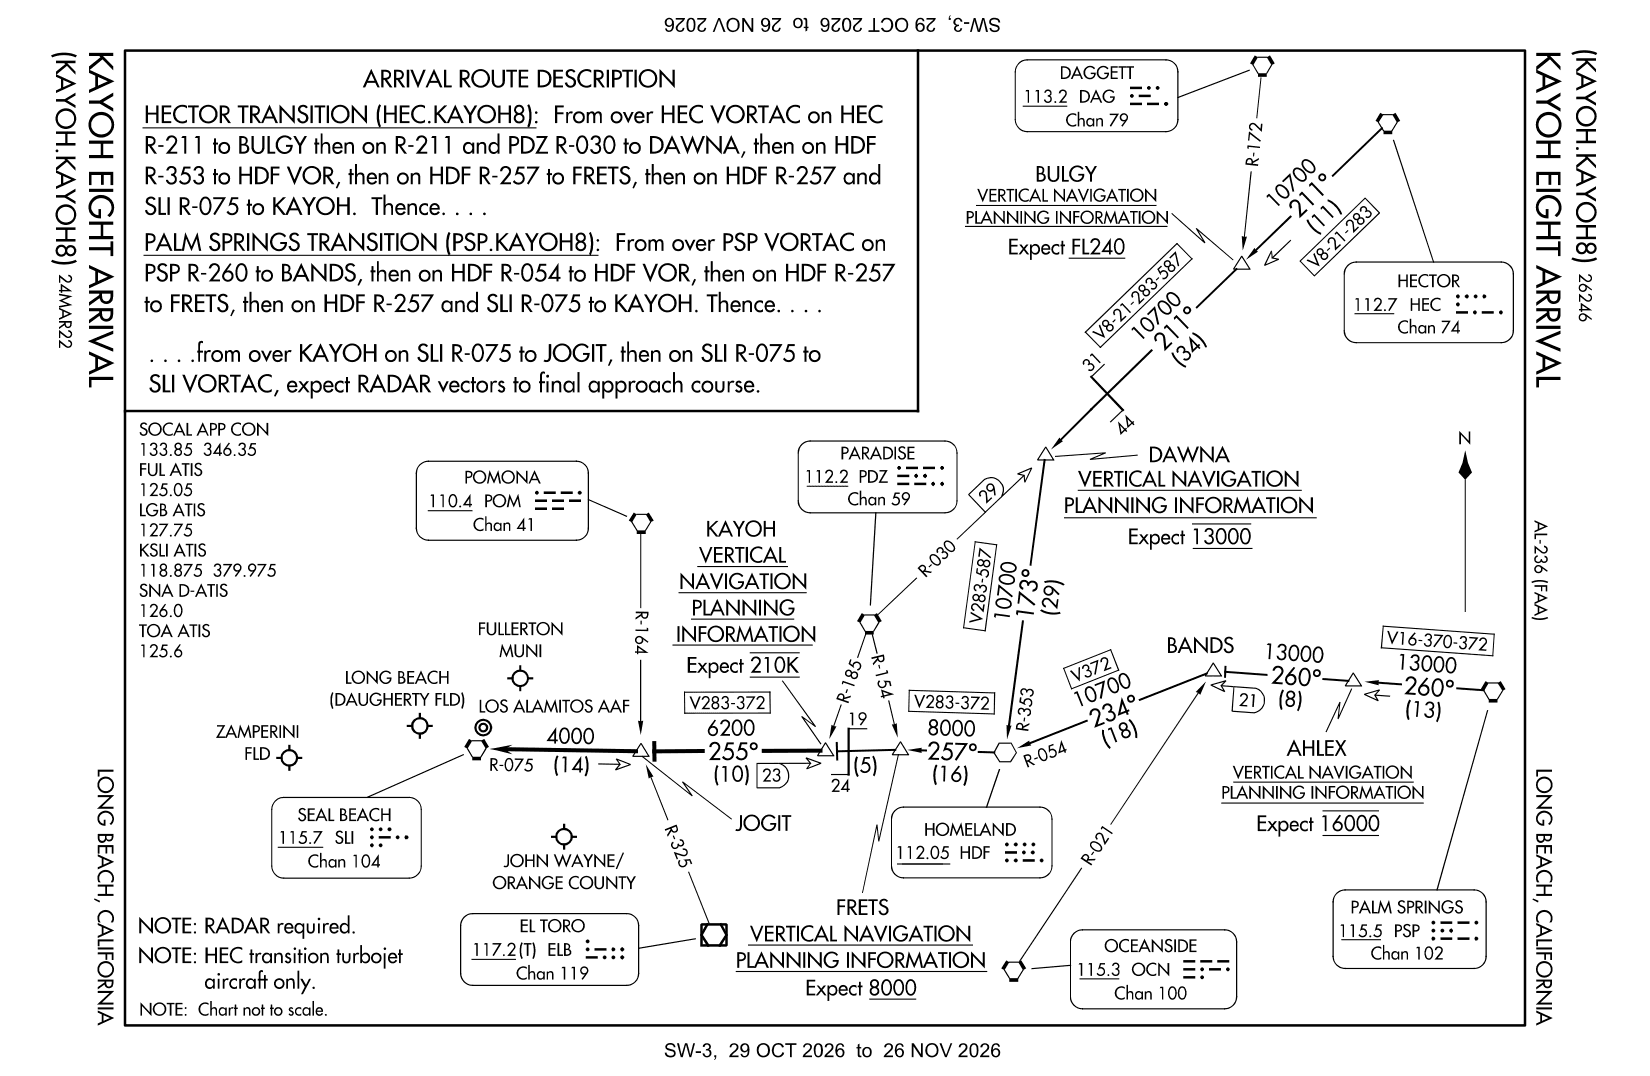 SW-3, 29 OCT 2026 to 26 NOV 2026
(KAYOH.KAYOH8) 24MAR22
KAYOH EIGHT ARRIVAL
LONG BEACH, CALIFORNIA
(KAYOH.KAYOH8) 26246
KAYOH EIGHT ARRIVAL
AL-236 (FAA)
LONG BEACH, CALIFORNIA
ARRIVAL ROUTE DESCRIPTION
HECTOR TRANSITION (HEC.KAYOH8): From over HEC VORTAC on HEC
R-211 to BULGY then on R-211 and PDZ R-030 to DAWNA, then on HDF
R-353 to HDF VOR, then on HDF R-257 to FRETS, then on HDF R-257 and
SLI R-075 to KAYOH. Thence. . . .
PALM SPRINGS TRANSITION (PSP.KAYOH8): From over PSP VORTAC on
PSP R-260 to BANDS, then on HDF R-054 to HDF VOR, then on HDF R-257
to FRETS, then on HDF R-257 and SLI R-075 to KAYOH. Thence. . . .
. . . .from over KAYOH on SLI R-075 to JOGIT, then on SLI R-075 to
SLI VORTAC, expect RADAR vectors to final approach course.
SOCAL APP CON
133.85 346.35
FUL ATIS
125.05
LGB ATIS
127.75
KSLI ATIS
118.875 379.975
SNA D-ATIS
126.0
TOA ATIS
125.6
DAGGETT
113.2 DAG
Chan 79
R-172
BULGY
VERTICAL NAVIGATION
PLANNING INFORMATION
Expect FL240
10700
211°
(11)
V8-21-283
HECTOR
112.7 HEC
Chan 74
V8-21-283-587
10700
211°
(34)
31
44
DAWNA
VERTICAL NAVIGATION
PLANNING INFORMATION
Expect 13000
N
POMONA
110.4 POM
Chan 41
R-164
PARADISE
112.2 PDZ
Chan 59
29
R-030
R-185
R-154
KAYOH
VERTICAL
NAVIGATION
PLANNING
INFORMATION
Expect 210K
V283-587
10700
173°
(29)
R-353
FULLERTON
MUNI
LONG BEACH
(DAUGHERTY FLD)
LOS ALAMITOS AAF
ZAMPERINI
FLD
4000
R-075
(14)
V283-372
6200
255°
(10)
23
19
24
(5)
V283-372
8000
257°
(16)
V372
10700
234°
(18)
R-054
BANDS
13000
260°
(8)
21
V16-370-372
13000
260°
(13)
AHLEX
VERTICAL NAVIGATION
PLANNING INFORMATION
Expect 16000
SEAL BEACH
115.7 SLI
Chan 104
JOGIT
R-325
JOHN WAYNE/
ORANGE COUNTY
HOMELAND
112.05 HDF
R-021
EL TORO
117.2(T) ELB
Chan 119
FRETS
VERTICAL NAVIGATION
PLANNING INFORMATION
Expect 8000
OCEANSIDE
115.3 OCN
Chan 100
PALM SPRINGS
115.5 PSP
Chan 102
NOTE: RADAR required.
NOTE: HEC transition turbojet
aircraft only.
NOTE: Chart not to scale.
SW-3, 29 OCT 2026 to 26 NOV 2026